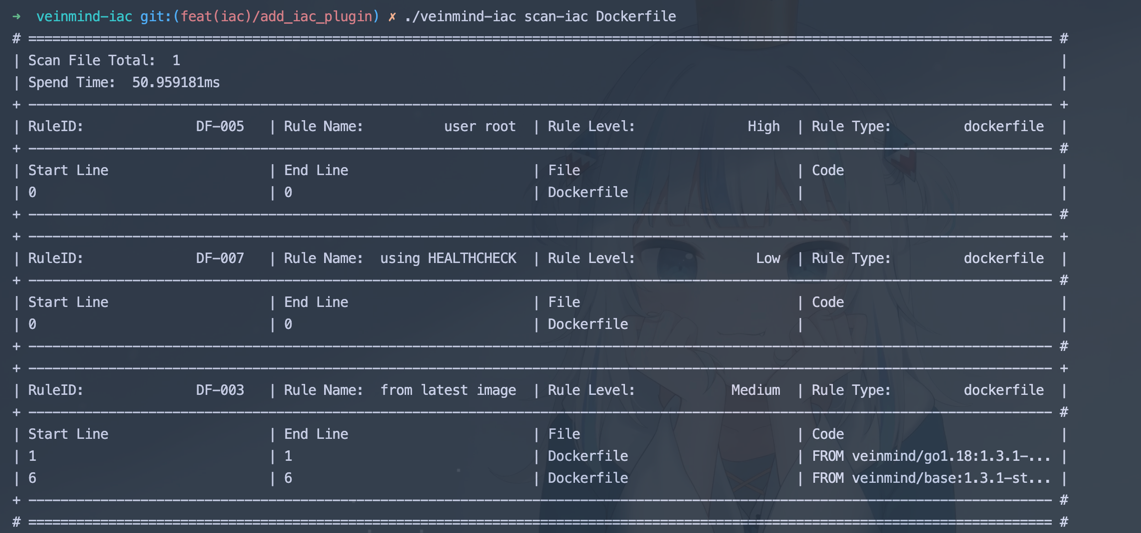 ➜ veinmind-iac git:(feat(iac)/add_iac_plugin) ✗ ./veinmind-iac scan-iac Dockerfile
# ================================================================================ #
| Scan File Total: 1 |
| Spend Time: 50.959181ms |
+ -------------------------------------------------------------------------------- +
| RuleID: DF-005 | Rule Name: user root | Rule Level: High | Rule Type: dockerfile |
+ -------------------------------------------------------------------------------- #
| Start Line | End Line | File | Code |
| 0 | 0 | Dockerfile | |
+ -------------------------------------------------------------------------------- #
+ -------------------------------------------------------------------------------- +
| RuleID: DF-007 | Rule Name: using HEALTHCHECK | Rule Level: Low | Rule Type: dockerfile |
+ -------------------------------------------------------------------------------- #
| Start Line | End Line | File | Code |
| 0 | 0 | Dockerfile | |
+ -------------------------------------------------------------------------------- #
+ -------------------------------------------------------------------------------- +
| RuleID: DF-003 | Rule Name: from latest image | Rule Level: Medium | Rule Type: dockerfile |
+ -------------------------------------------------------------------------------- #
| Start Line | End Line | File | Code |
| 1 | 1 | Dockerfile | FROM veinmind/go1.18:1.3.1-... |
| 6 | 6 | Dockerfile | FROM veinmind/base:1.3.1-st... |
+ -------------------------------------------------------------------------------- #
# ================================================================================ #